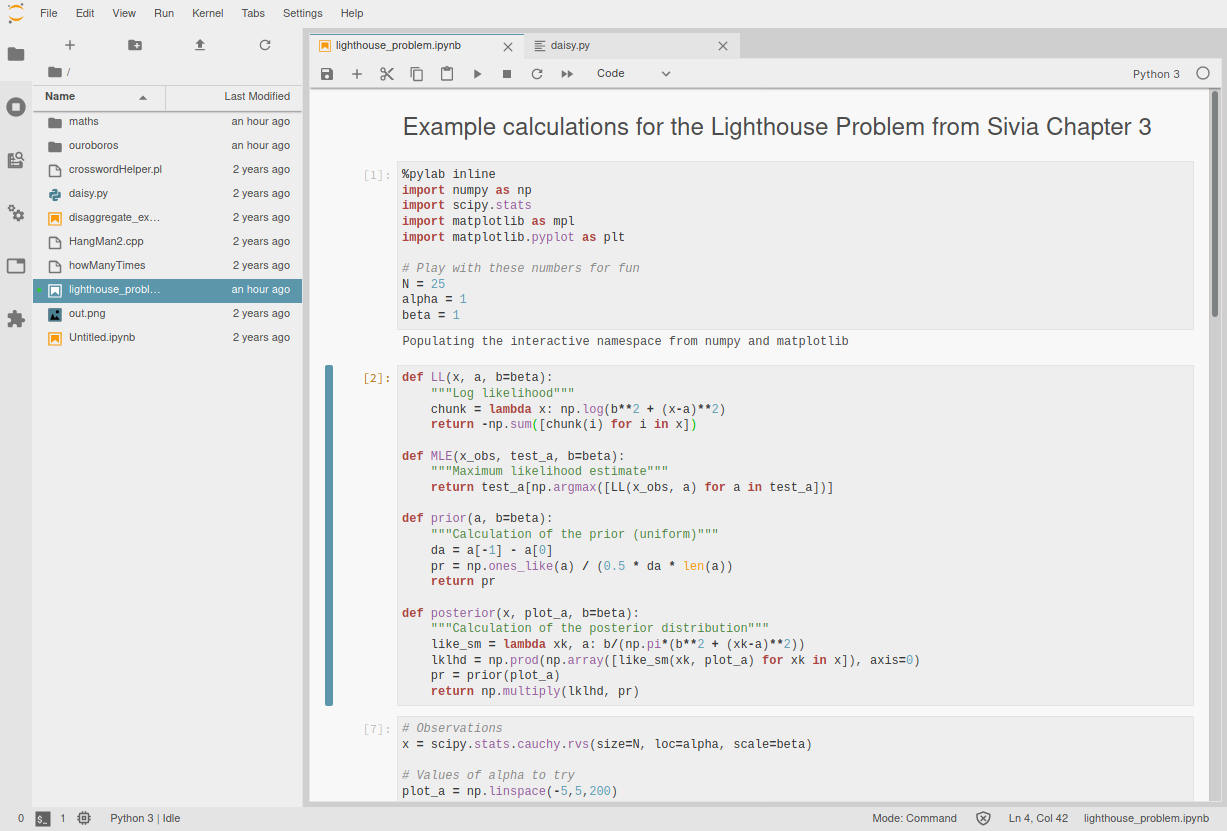 File Edit View Run Kernel Tabs Settings Help
lighthouse_problem.ipynb
daisy.py
/
Code
Python 3
Name Last Modified
maths an hour ago
ouroboros an hour ago
crosswordHelper.pl 2 years ago
daisy.py 2 years ago
disaggregate_ex... 2 years ago
HangMan2.cpp 2 years ago
howManyTimes 2 years ago
lighthouse_probl... an hour ago
out.png 2 years ago
Untitled.ipynb 2 years ago
Example calculations for the Lighthouse Problem from Sivia Chapter 3
[1]: %pylab inline
import numpy as np
import scipy.stats
import matplotlib as mpl
import matplotlib.pyplot as plt
# Play with these numbers for fun
N = 25
alpha = 1
beta = 1
Populating the interactive namespace from numpy and matplotlib
[2]: def LL(x, a, b=beta):
    """Log likelihood"""
    chunk = lambda x: np.log(b**2 + (x-a)**2)
    return -np.sum([chunk(i) for i in x])
def MLE(x_obs, test_a, b=beta):
    """Maximum likelihood estimate"""
    return test_a[np.argmax([LL(x_obs, a) for a in test_a])]
def prior(a, b=beta):
    """Calculation of the prior (uniform)"""
    da = a[-1] - a[0]
    pr = np.ones_like(a) / (0.5 * da * len(a))
    return pr
def posterior(x, plot_a, b=beta):
    """Calculation of the posterior distribution"""
    like_sm = lambda xk, a: b/(np.pi*(b**2 + (xk-a)**2))
    lklhd = np.prod(np.array([like_sm(xk, plot_a) for xk in x]), axis=0)
    pr = prior(plot_a)
    return np.multiply(lklhd, pr)
[7]: # Observations
x = scipy.stats.cauchy.rvs(size=N, loc=alpha, scale=beta)
# Values of alpha to try
plot_a = np.linspace(-5,5,200)
0 $_ 1 Python 3 | Idle
Mode: Command Ln 4, Col 42 lighthouse_problem.ipynb